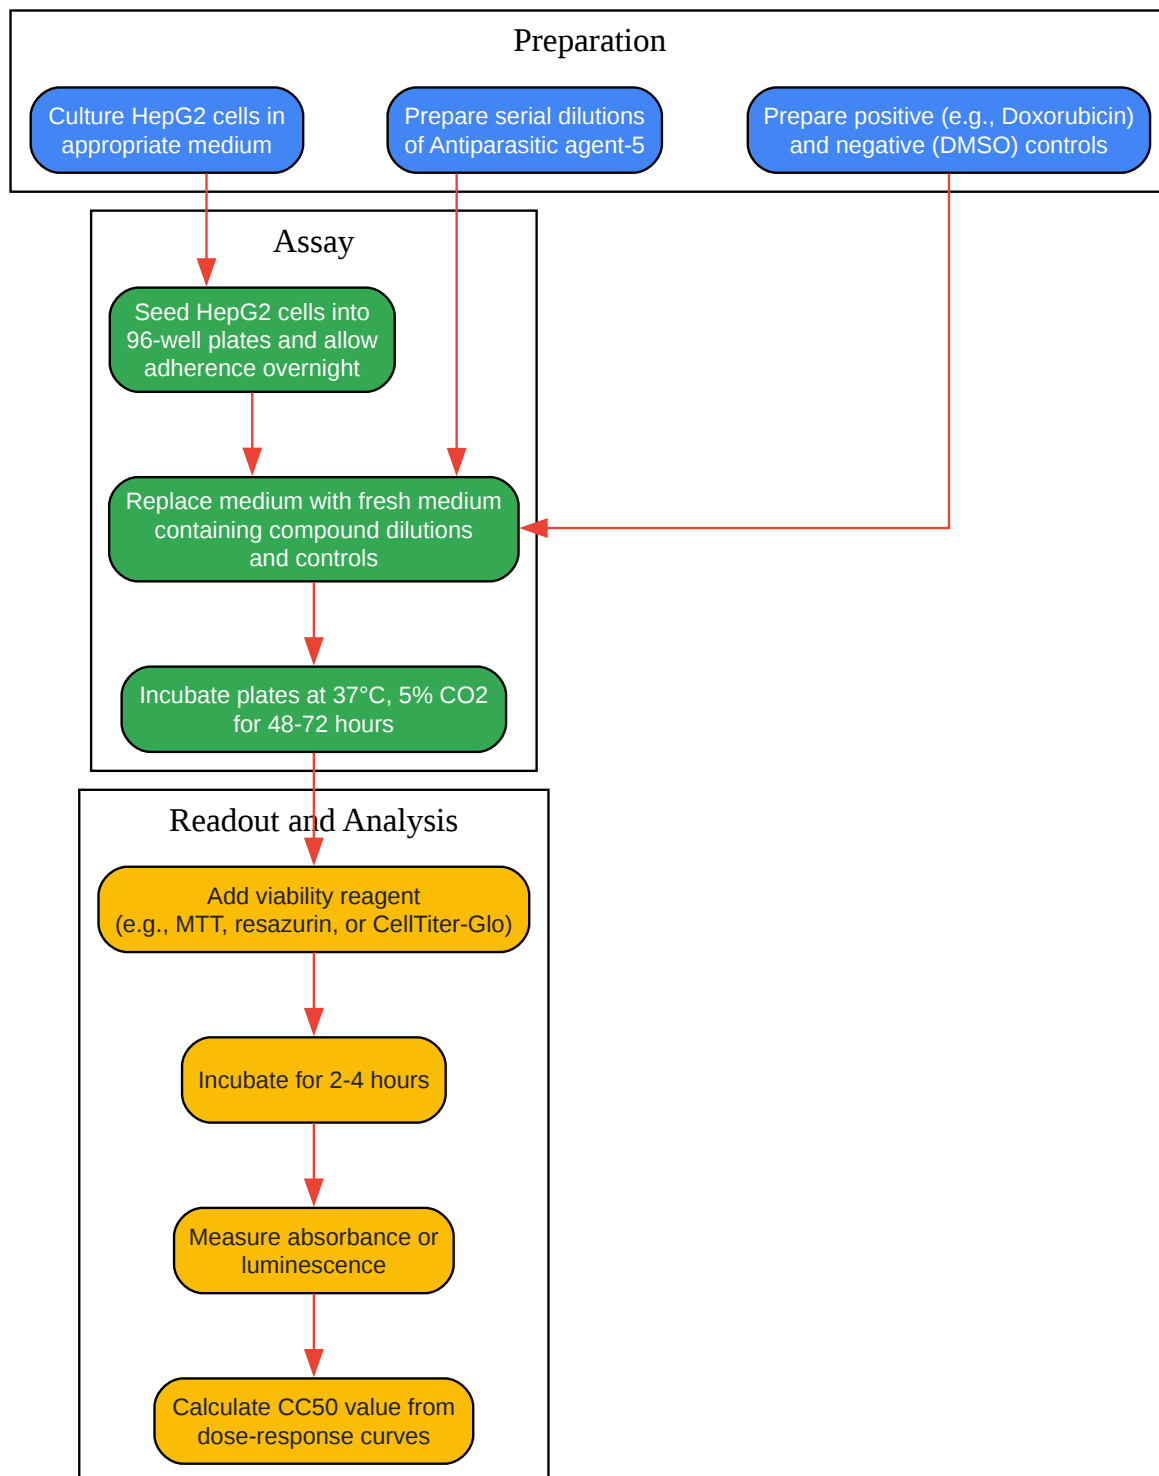 Preparation
Culture HepG2 cells in
appropriate medium
Prepare serial dilutions
of Antiparasitic agent-5
Prepare positive (e.g., Doxorubicin)
and negative (DMSO) controls
Assay
Seed HepG2 cells into
96-well plates and allow
adherence overnight
Replace medium with fresh medium
containing compound dilutions
and controls
Incubate plates at 37°C, 5% CO2
for 48-72 hours
Readout and Analysis
Add viability reagent
(e.g., MTT, resazurin, or CellTiter-Glo)
Incubate for 2-4 hours
Measure absorbance or
luminescence
Calculate CC50 value from
dose-response curves